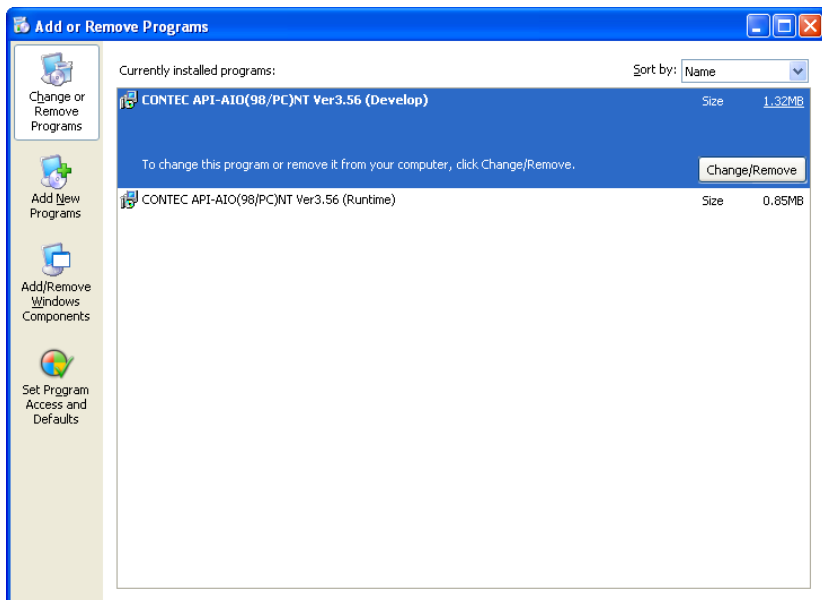 Add or Remove Programs
Change or
Remove
Programs
Add New
Programs
Add/Remove
Windows
Components
Set Program
Access and
Defaults
Currently installed programs:
Sort by: Name
CONTEC API-AIO(98/PC)NT Ver3.56 (Develop) Size 1.32MB
To change this program or remove it from your computer, click Change/Remove. Change/Remove
CONTEC API-AIO(98/PC)NT Ver3.56 (Runtime) Size 0.85MB